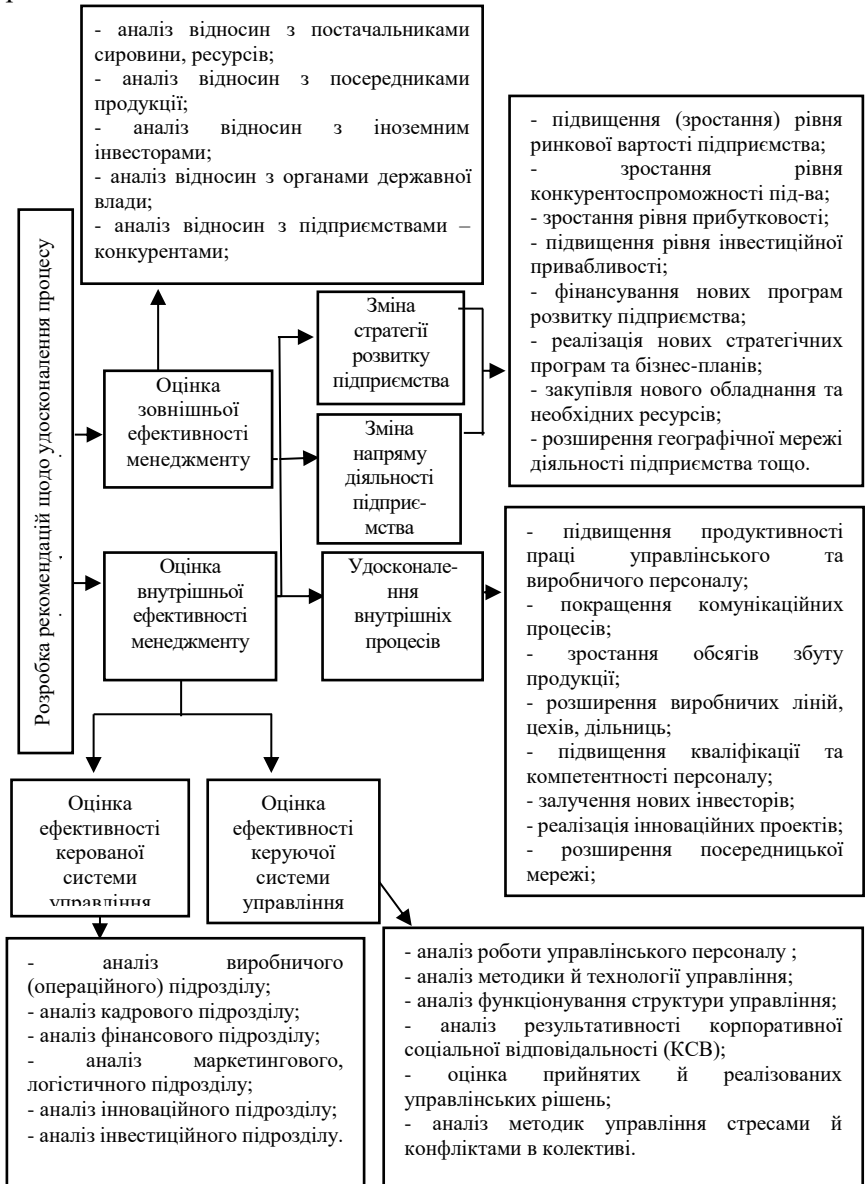 - аналіз відносин з постачальниками
сировини, ресурсів;
- аналіз відносин з посередниками
продукції;
- аналіз відносин з іноземним
інвесторами;
- аналіз відносин з органами державної
влади;
- аналіз відносин з підприємствами –
конкурентами;
- підвищення (зростання) рівня
ринкової вартості підприємства;
- зростання рівня
конкурентоспроможності під-ва;
- зростання рівня прибутковості;
- підвищення рівня інвестиційної
привабливості;
- фінансування нових програм
розвитку підприємства;
- реалізація нових стратегічних
програм та бізнес-планів;
- закупівля нового обладнання та
необхідних ресурсів;
- розширення географічної мережі
діяльності підприємства тощо.
Розробка рекомендацій щодо удосконалення процесу
Оцінка
зовнішньої
ефективності
менеджменту
Зміна
стратегії
розвитку
підприємства
Зміна
напряму
діяльності
підприє-
мства
Оцінка
внутрішньої
ефективності
менеджменту
Удосконале-
ння
внутрішніх
процесів
- підвищення продуктивності
праці управлінського та
виробничого персоналу;
- покращення комунікаційних
процесів;
- зростання обсягів збуту
продукції;
- розширення виробничих ліній,
цехів, дільниць;
- підвищення кваліфікації та
компетентності персоналу;
- залучення нових інвесторів;
- реалізація інноваційних проектів;
- розширення посередницької
мережі;
Оцінка
ефективності
керованої
системи
управління
Оцінка
ефективності
керуючої
системи
управління
- аналіз виробничого
(операційного) підрозділу;
- аналіз кадрового підрозділу;
- аналіз фінансового підрозділу;
- аналіз маркетингового,
логістичного підрозділу;
- аналіз інноваційного підрозділу;
- аналіз інвестиційного підрозділу.
- аналіз роботи управлінського персоналу ;
- аналіз методики й технології управління;
- аналіз функціонування структури управління;
- аналіз результативності корпоративної
соціальної відповідальності (КСВ);
- оцінка прийнятих й реалізованих
управлінських рішень;
- аналіз методик управління стресами й
конфліктами в колективі.